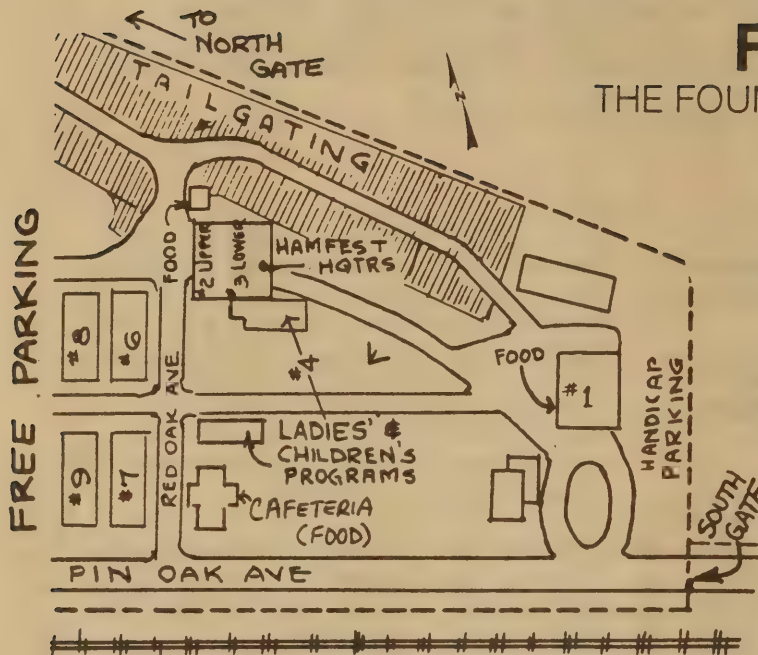 TO
NORTH
GATE
TAILGATING
N
THE FOUN
FREE PARKING
FOOD
#2 UPPER
#3 LOWER
HAMFEST
HQTRS
#8
#6
RED OAK AVE
#4
FOOD
#1
HANDICAP
PARKING
#9
#7
LADIES' &
CHILDREN'S
PROGRAMS
CAFETERIA
(FOOD)
SOUTH
GATE
PIN OAK AVE